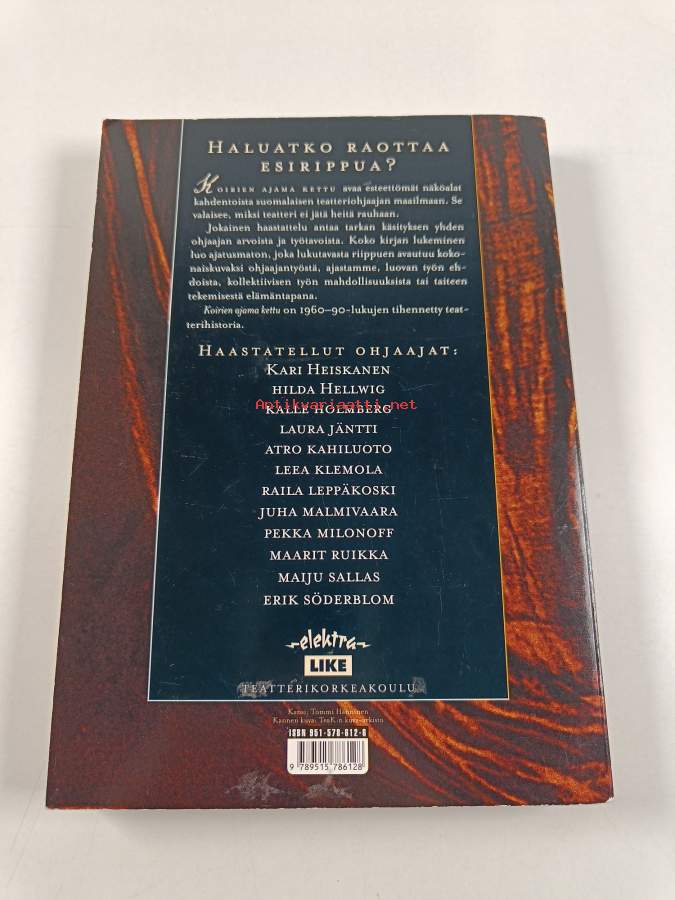 HALUATKO RAOTTAA
ESIRIPPUA?
KOIRIEN AJAMA KETTU avaa esteettömät näköalat
kahdentoista suomalaisen teatteriohjaajan maailmaan. Se
valaisee, miksi teatteri ei jätä heitä rauhaan.
Jokainen haastattelu antaa tarkan käsityksen yhden
ohjaajan arvoista ja työtavoista. Koko kirjan lukeminen
luo ajatusmaton, joka lukutavasta riippuen avautuu koko-
naiskuvaksi ohjaajantyöstä, ajastamme, luovan työn eh-
doista, kollektiivisen työn mahdollisuuksista tai taiteen
tekemisestä elämäntapana.
Koirien ajama kettu on 1960–90-lukujen tihennetty teat-
terihistoria.
HAASTATELLUT OHJAAJAT:
KARI HEISKANEN
HILDA HELLWIG
Antikvariaatti.net
KALLE HOLMBERG
LAURA JÄNTTI
ATRO KAHILUOTO
LEEA KLEMOLA
RAILA LEPPÄKOSKI
JUHA MALMIVAARA
PEKKA MILONOFF
MAARIT RUIKKA
MAIJU SALLAS
ERIK SÖDERBLOM
elektra
LIKE
TEATTERIKORKEAKOULU
Kansi: Tommi Hänninen
Kannen kuva: TeaK:n kuva-arkisto
ISBN 951-578-612-6
9 789515 786128